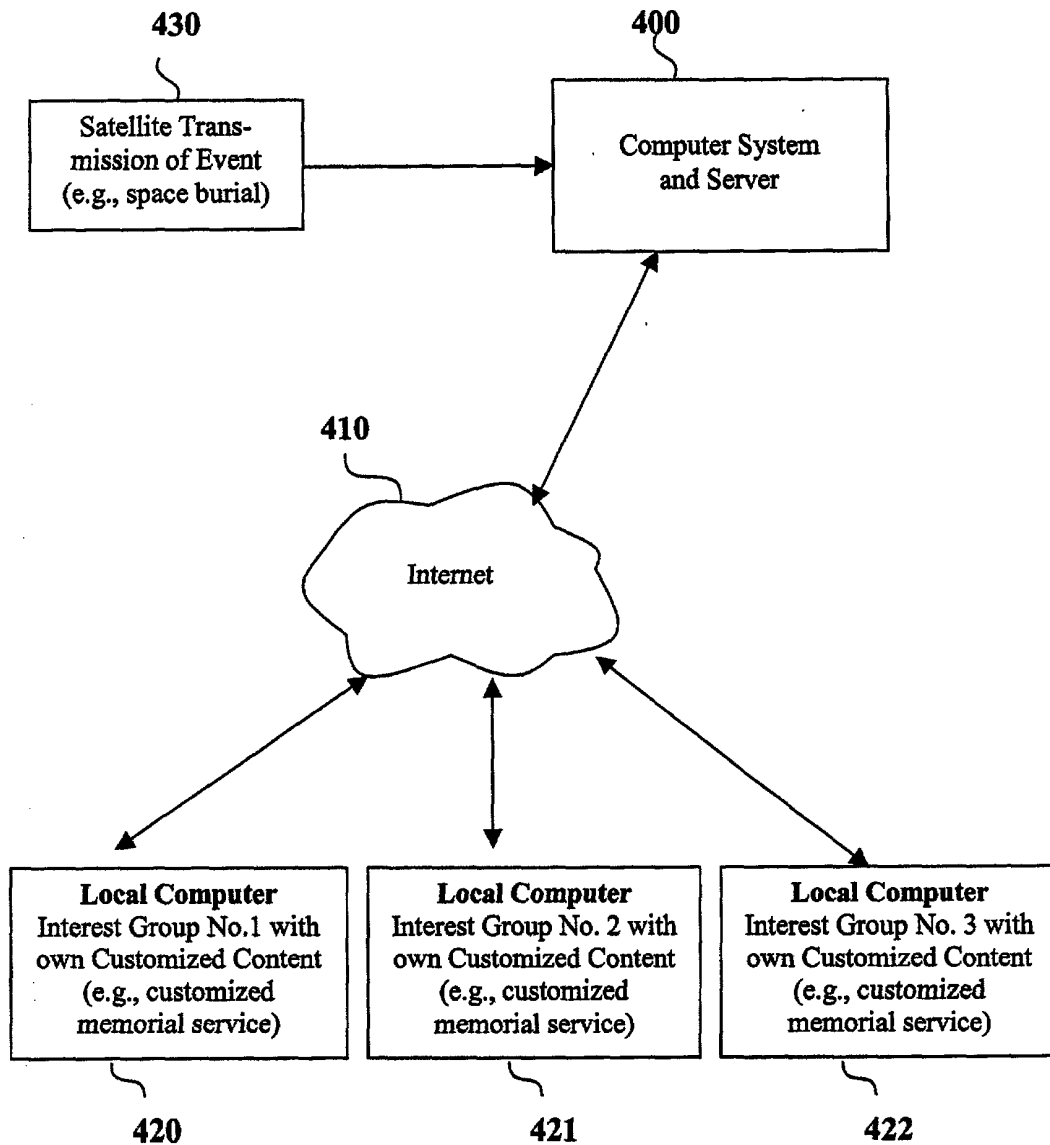 430
400
Satellite Trans-
mission of Event
(e.g., space burial)
Computer System
and Server
410
Internet
Local Computer
Interest Group No.1 with
own Customized Content
(e.g., customized
memorial service)
Local Computer
Interest Group No. 2 with
own Customized Content
(e.g., customized
memorial service)
Local Computer
Interest Group No. 3 with
own Customized Content
(e.g., customized
memorial service)
420
421
422